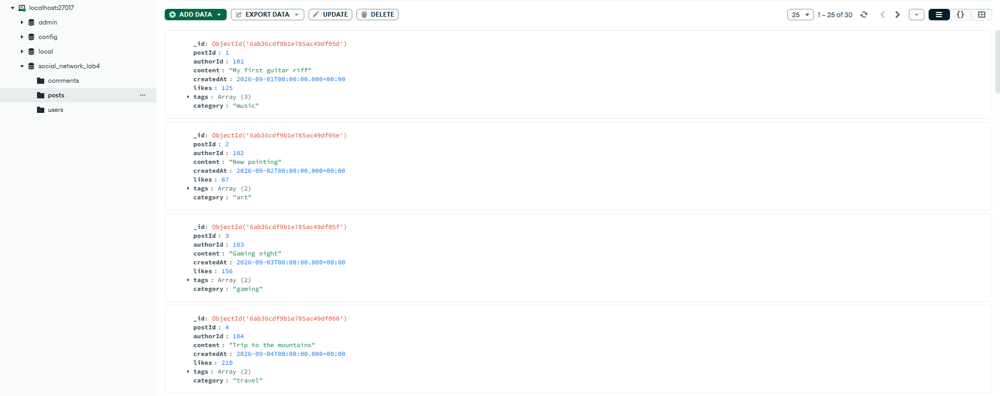 localhost:27017
admin
config
local
social_network_lab4
comments
posts
users
ADD DATA EXPORT DATA UPDATE DELETE 25 1 – 25 of 30 {}
_id: ObjectId('6ab36cdf9b1e785ac49df05d')
postId : 1
authorId : 101
content : "My first guitar riff"
createdAt : 2026-09-01T00:00:00.000+00:00
likes : 125
tags : Array (3)
category : "music"
_id: ObjectId('6ab36cdf9b1e785ac49df05e')
postId : 2
authorId : 102
content : "New painting"
createdAt : 2026-09-02T00:00:00.000+00:00
likes : 87
tags : Array (2)
category : "art"
_id: ObjectId('6ab36cdf9b1e785ac49df05f')
postId : 3
authorId : 103
content : "Gaming night"
createdAt : 2026-09-03T00:00:00.000+00:00
likes : 156
tags : Array (2)
category : "gaming"
_id: ObjectId('6ab36cdf9b1e785ac49df060')
postId : 4
authorId : 104
content : "Trip to the mountains"
createdAt : 2026-09-04T00:00:00.000+00:00
likes : 210
tags : Array (2)
category : "travel"